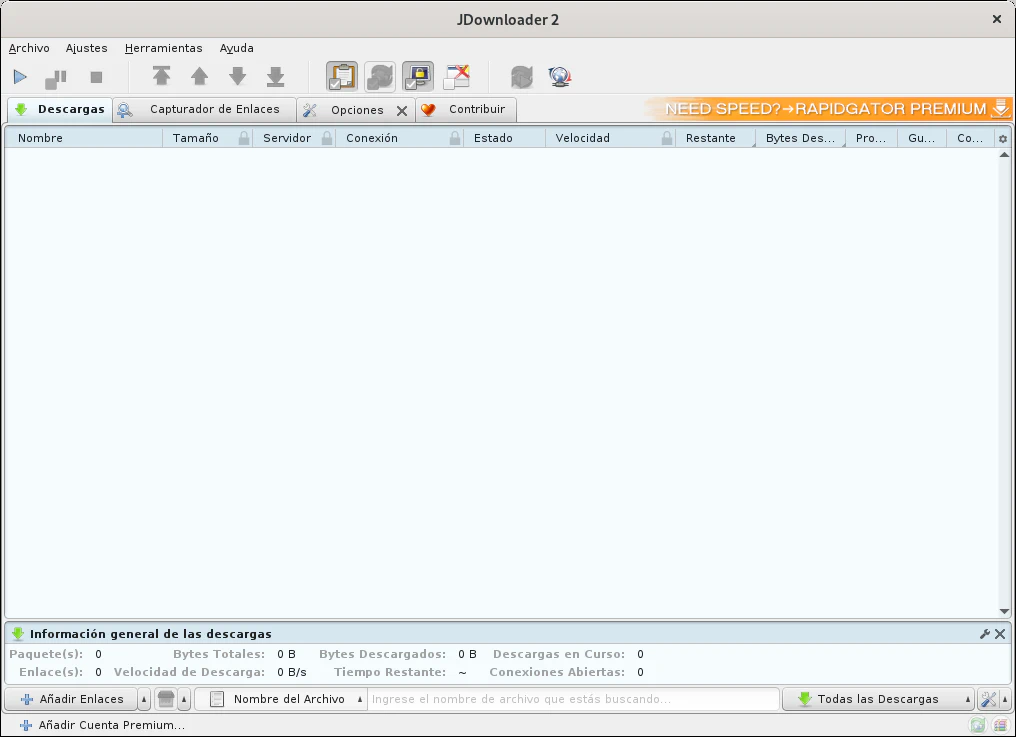 JDownloader 2
Archivo Ajustes Herramientas Ayuda
Descargas Capturador de Enlaces Opciones Contribuir NEED SPEED?→RAPIDGATOR PREMIUM
Nombre Tamaño Servidor Conexión Estado Velocidad Restante Bytes Des... Pro... Gu... Co...
Información general de las descargas
Paquete(s): 0 Bytes Totales: 0 B Bytes Descargados: 0 B Descargas en Curso: 0
Enlace(s): 0 Velocidad de Descarga: 0 B/s Tiempo Restante: ~ Conexiones Abiertas: 0
Añadir Enlaces Nombre del Archivo Ingrese el nombre de archivo que estás buscando... Todas las Descargas
Añadir Cuenta Premium...